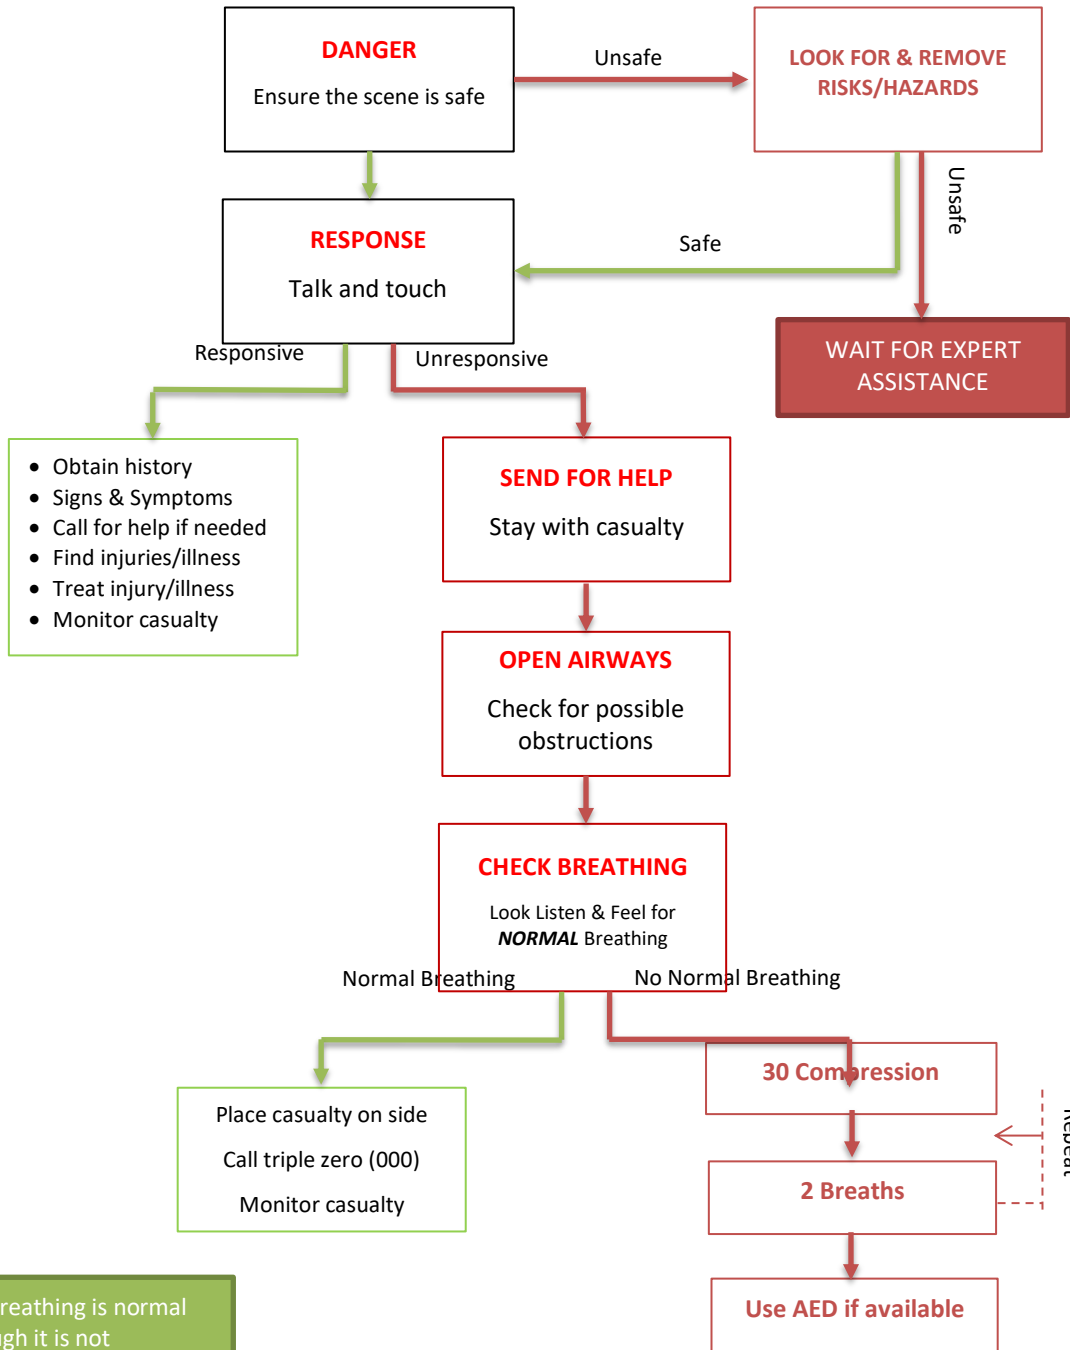 DANGER
Ensure the scene is safe
Unsafe
LOOK FOR & REMOVE
RISKS/HAZARDS
Unsafe
RESPONSE
Talk and touch
Safe
WAIT FOR EXPERT
ASSISTANCE
Responsive
Unresponsive
• Obtain history
• Signs & Symptoms
• Call for help if needed
• Find injuries/illness
• Treat injury/illness
• Monitor casualty
SEND FOR HELP
Stay with casualty
OPEN AIRWAYS
Check for possible
obstructions
CHECK BREATHING
Look Listen & Feel for
NORMAL Breathing
Normal Breathing
No Normal Breathing
Place casualty on side
Call triple zero (000)
Monitor casualty
30 Compression
Repeat
2 Breaths
Use AED if available
breathing is normal
it is not